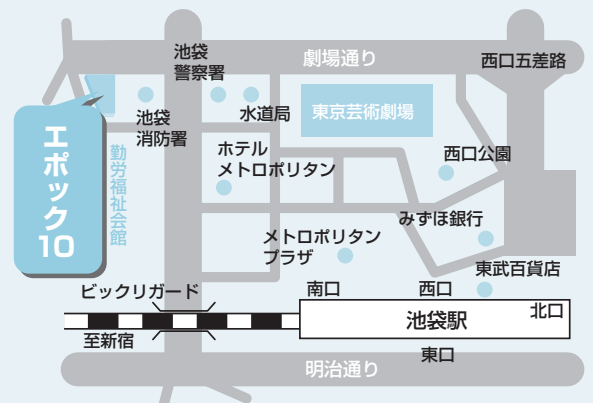 池袋
警察署
劇場通り
西口五差路
池袋
消防署
水道局
東京芸術劇場
エポック10
勤労福祉会館
ホテル
メトロポリタン
西口公園
みずほ銀行
メトロポリタン
プラザ
東武百貨店
ビックリガード
南口
西口
北口
池袋駅
至新宿
東口
明治通り